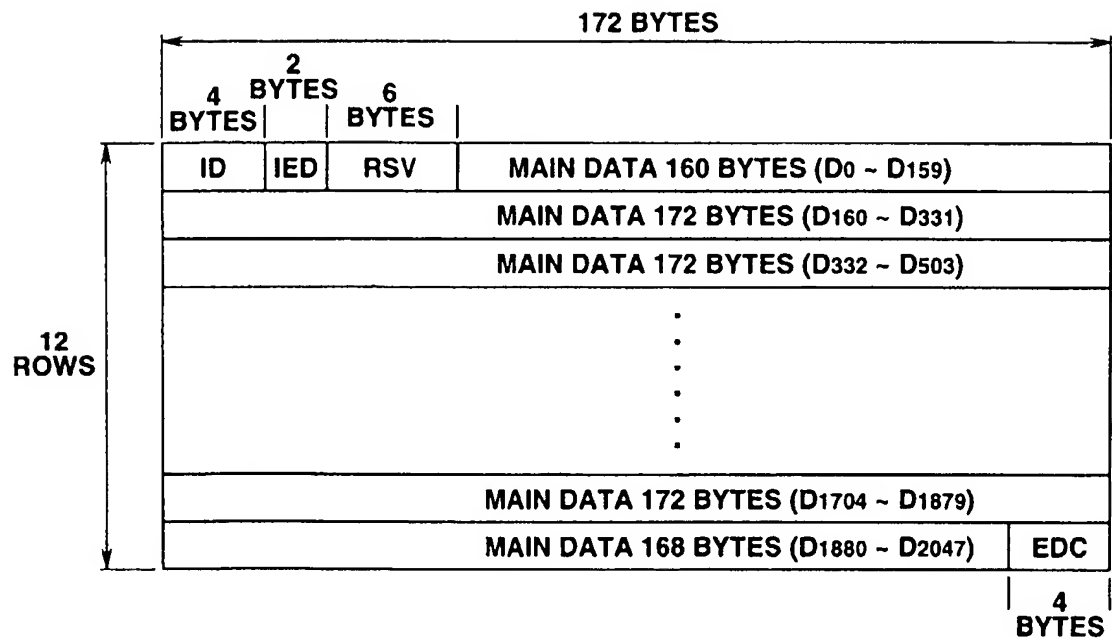 172 BYTES
4
BYTES
2
BYTES
6
BYTES
ID IED RSV MAIN DATA 160 BYTES (D0 ~ D159)
MAIN DATA 172 BYTES (D160 ~ D331)
MAIN DATA 172 BYTES (D332 ~ D503)
12
ROWS
MAIN DATA 172 BYTES (D1704 ~ D1879)
MAIN DATA 168 BYTES (D1880 ~ D2047) EDC
4
BYTES